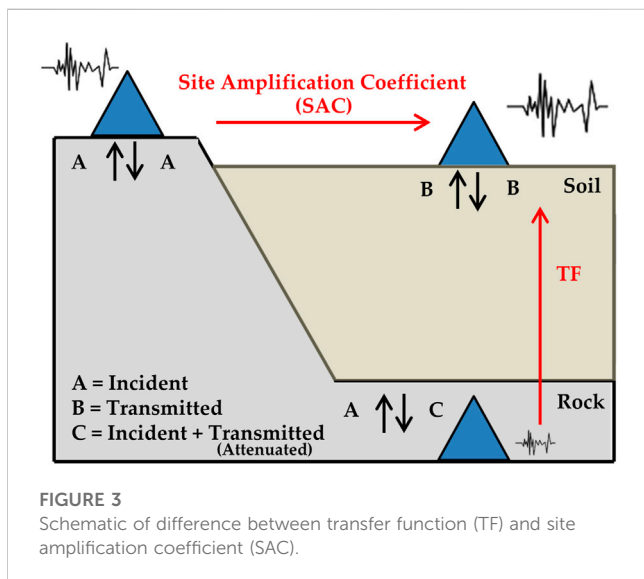 Site Amplification Coefficient
(SAC)
A A
B B Soil
TF
A = Incident
B = Transmitted
C = Incident + Transmitted
(Attenuated)
A C Rock
FIGURE 3
Schematic of difference between transfer function (TF) and site
amplification coefficient (SAC).